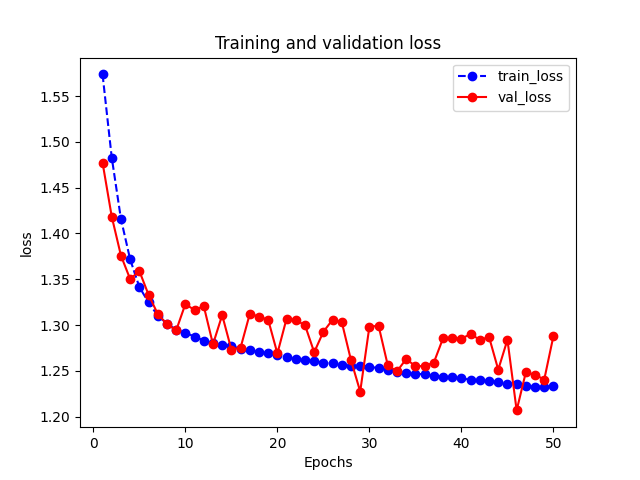 Training and validation loss
train_loss
val_loss
1.55
1.50
1.45
1.40
1.35
1.30
1.25
1.20
loss
0 10 20 30 40 50
Epochs